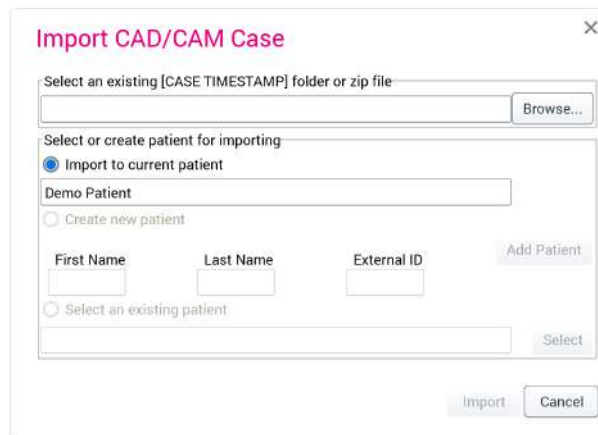 Import CAD/CAM Case
Select an existing [CASE TIMESTAMP] folder or zip file
Browse...
Select or create patient for importing
Import to current patient
Demo Patient
Create new patient
Add Patient
First Name Last Name External ID
Select an existing patient
Select
Import Cancel